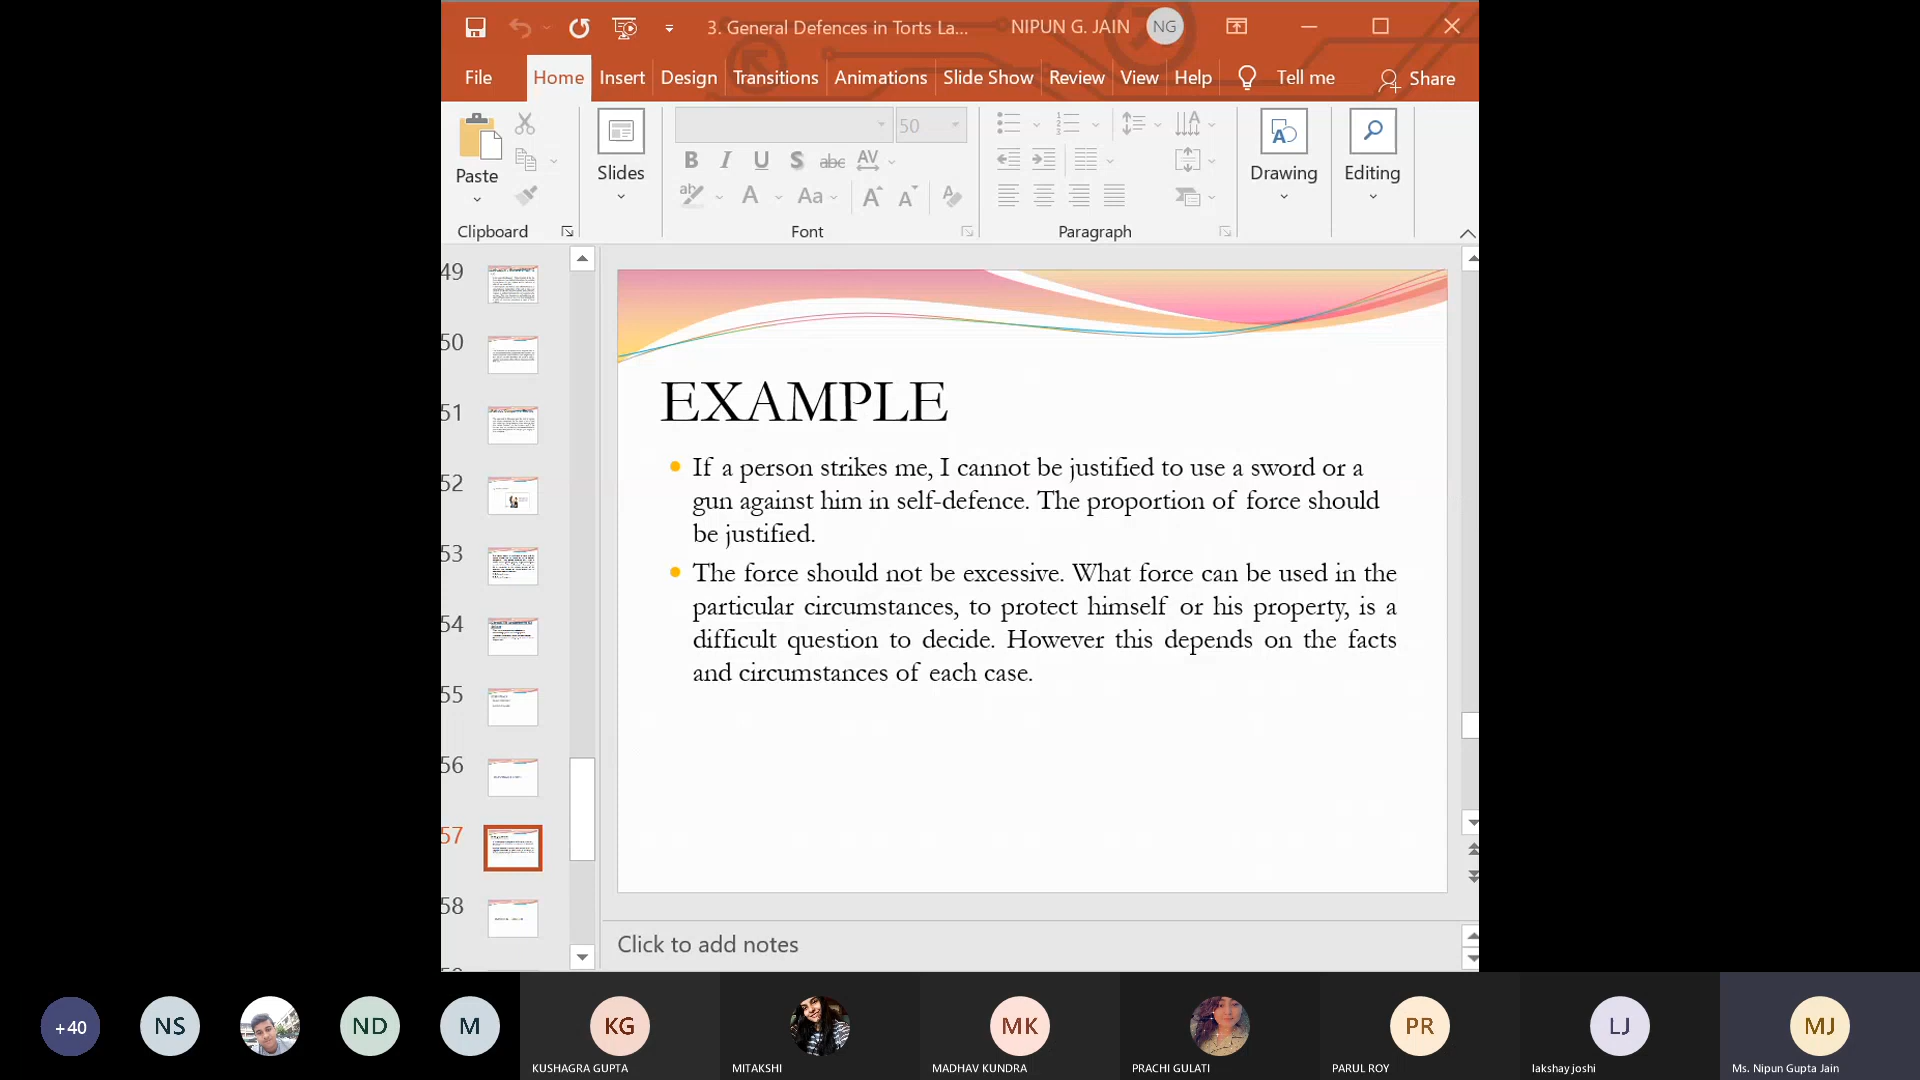 3. General Defences in Torts La...
NIPUN G. JAIN
NG
File
Home
Insert
Design
Transitions
Animations
Slide Show
Review
View
Help
Tell me
Share
Paste
Slides
50
Drawing
Editing
Clipboard
Font
Paragraph
49
50
51
52
53
54
55
56
57
58
EXAMPLE
If a person strikes me, I cannot be justified to use a sword or a
gun against him in self-defence. The proportion of force should
be justified.
The force should not be excessive. What force can be used in the
particular circumstances, to protect himself or his property, is a
difficult question to decide. However this depends on the facts
and circumstances of each case.
Click to add notes
+40
NS
ND
M
KG
MK
PR
LJ
MJ
KUSHAGRA GUPTA
MITAKSHI
MADHAV KUNDRA
PRACHI GULATI
PARUL ROY
lakshay joshi
Ms. Nipun Gupta Jain